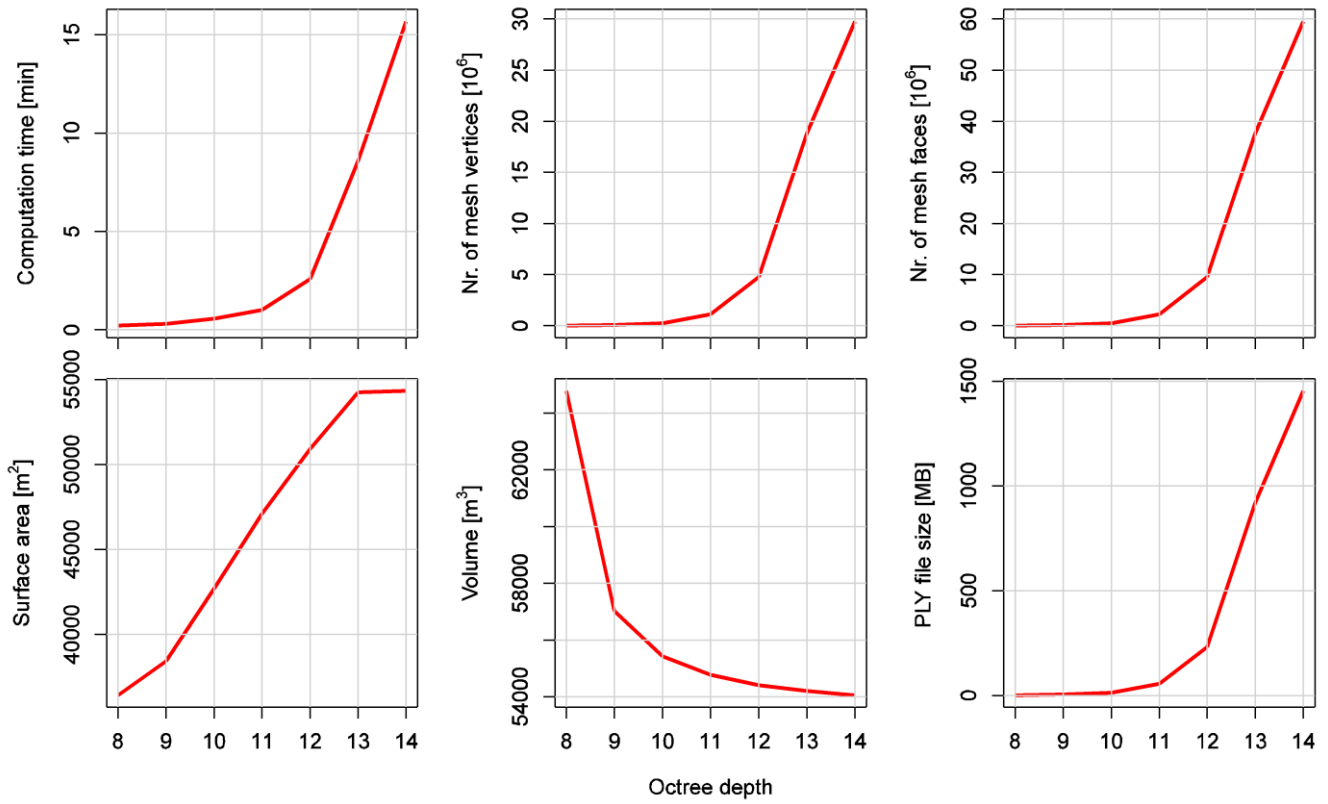 Computation time [min]
15
10
5
0
Nr. of mesh vertices [10⁶]
30
25
20
15
10
5
0
Nr. of mesh faces [10⁶]
60
50
40
30
20
10
0
Surface area [m²]
55000
50000
45000
40000
8 9 10 11 12 13 14
Volume [m³]
62000
58000
54000
8 9 10 11 12 13 14
PLY file size [MB]
1500
1000
500
0
8 9 10 11 12 13 14
Octree depth